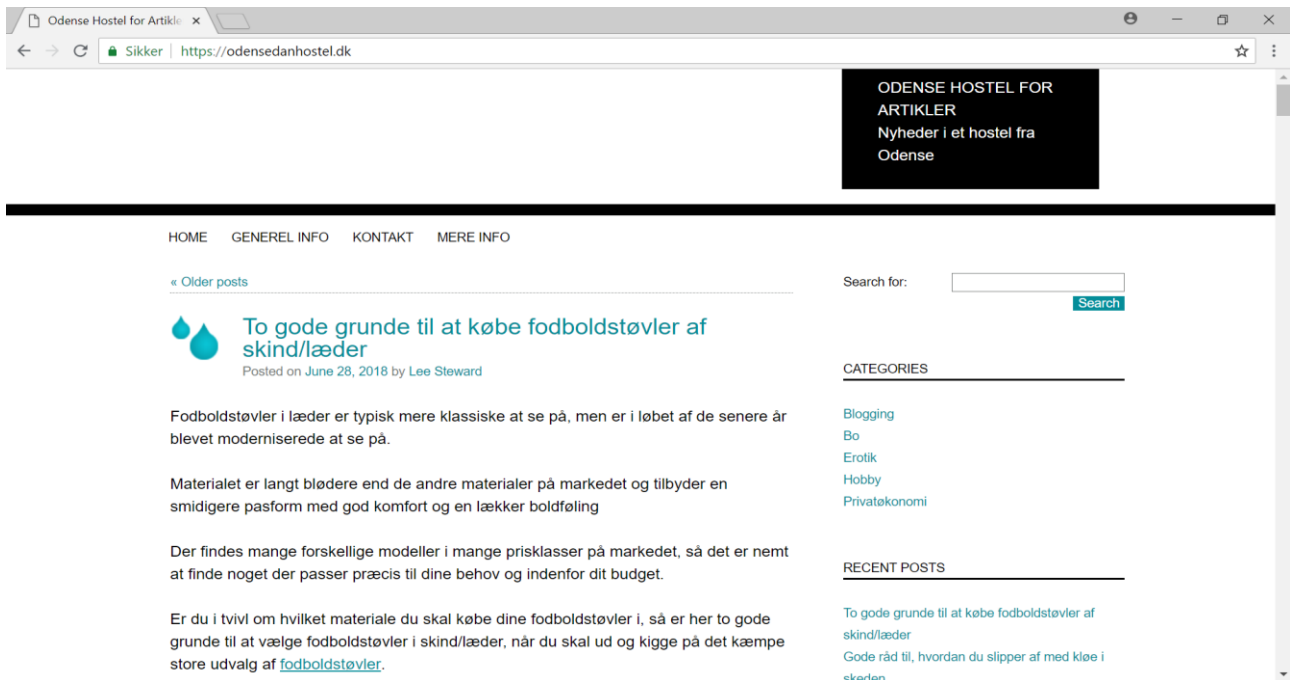 Odense Hostel for Artikle
Sikker
https://odensedanhostel.dk
ODENSE HOSTEL FOR
ARTIKLER
Nyheder i et hostel fra
Odense
HOME GENEREL INFO KONTAKT MERE INFO
« Older posts
To gode grunde til at købe fodboldstøvler af
skind/læder
Posted on June 28, 2018 by Lee Steward
Fodboldstøvler i læder er typisk mere klassiske at se på, men er i løbet af de senere år
blevet moderniserede at se på.
Materialet er langt blødere end de andre materialer på markedet og tilbyder en
smidigere pasform med god komfort og en lækker boldføling
Der findes mange forskellige modeller i mange prisklasser på markedet, så det er nemt
at finde noget der passer præcis til dine behov og indenfor dit budget.
Er du i tvivl om hvilket materiale du skal købe dine fodboldstøvler i, så er her to gode
grunde til at vælge fodboldstøvler i skind/læder, når du skal ud og kigge på det kæmpe
store udvalg af fodboldstøvler.
Search for:
Search
CATEGORIES
Blogging
Bo
Erotik
Hobby
Privatøkonomi
RECENT POSTS
To gode grunde til at købe fodboldstøvler af
skind/læder
Gode råd til, hvordan du slipper af med kløe i
skeden